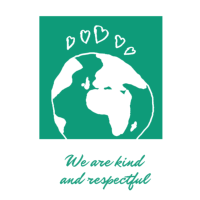 We are kind
and respectful